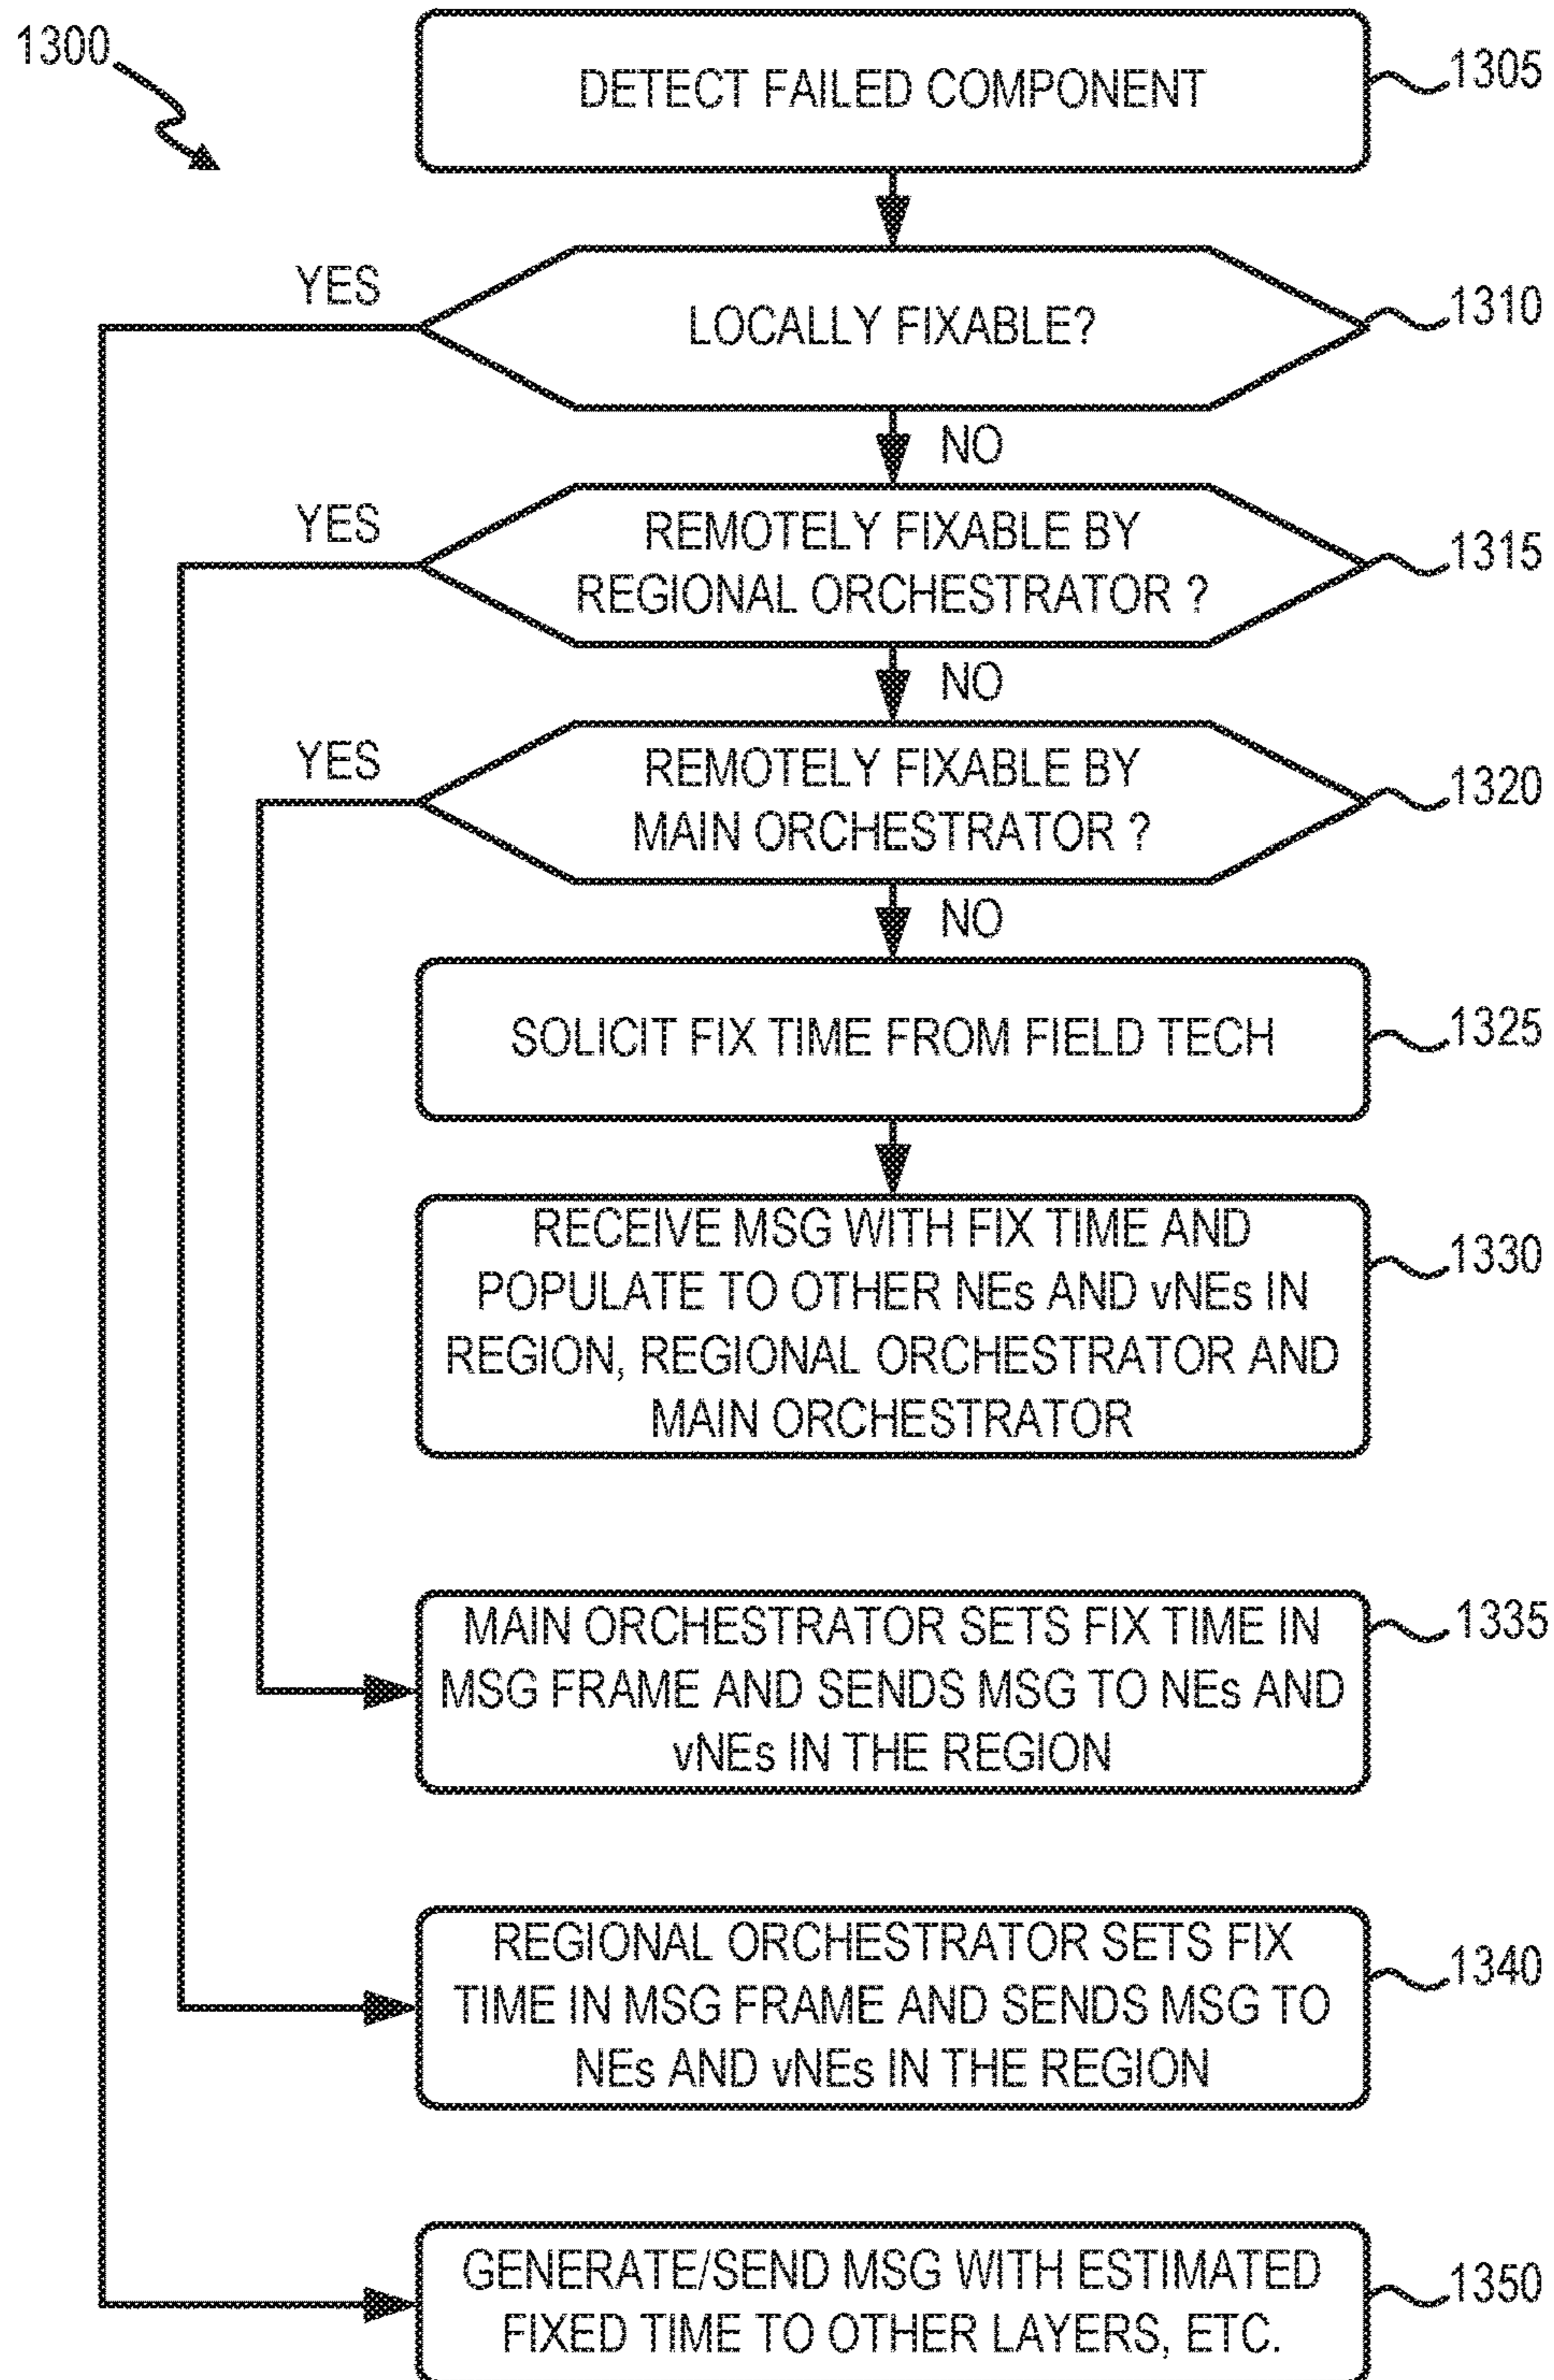 1300
DETECT FAILED COMPONENT
1305
YES
LOCALLY FIXABLE?
1310
NO
YES
REMOTELY FIXABLE BY
REGIONAL ORCHESTRATOR ?
1315
NO
YES
REMOTELY FIXABLE BY
MAIN ORCHESTRATOR ?
1320
NO
SOLICIT FIX TIME FROM FIELD TECH
1325
RECEIVE MSG WITH FIX TIME AND
POPULATE TO OTHER NEs AND vNEs IN
REGION, REGIONAL ORCHESTRATOR AND
MAIN ORCHESTRATOR
1330
MAIN ORCHESTRATOR SETS FIX TIME IN
MSG FRAME AND SENDS MSG TO NEs AND
vNEs IN THE REGION
1335
REGIONAL ORCHESTRATOR SETS FIX
TIME IN MSG FRAME AND SENDS MSG TO
NEs AND vNEs IN THE REGION
1340
GENERATE/SEND MSG WITH ESTIMATED
FIXED TIME TO OTHER LAYERS, ETC.
1350